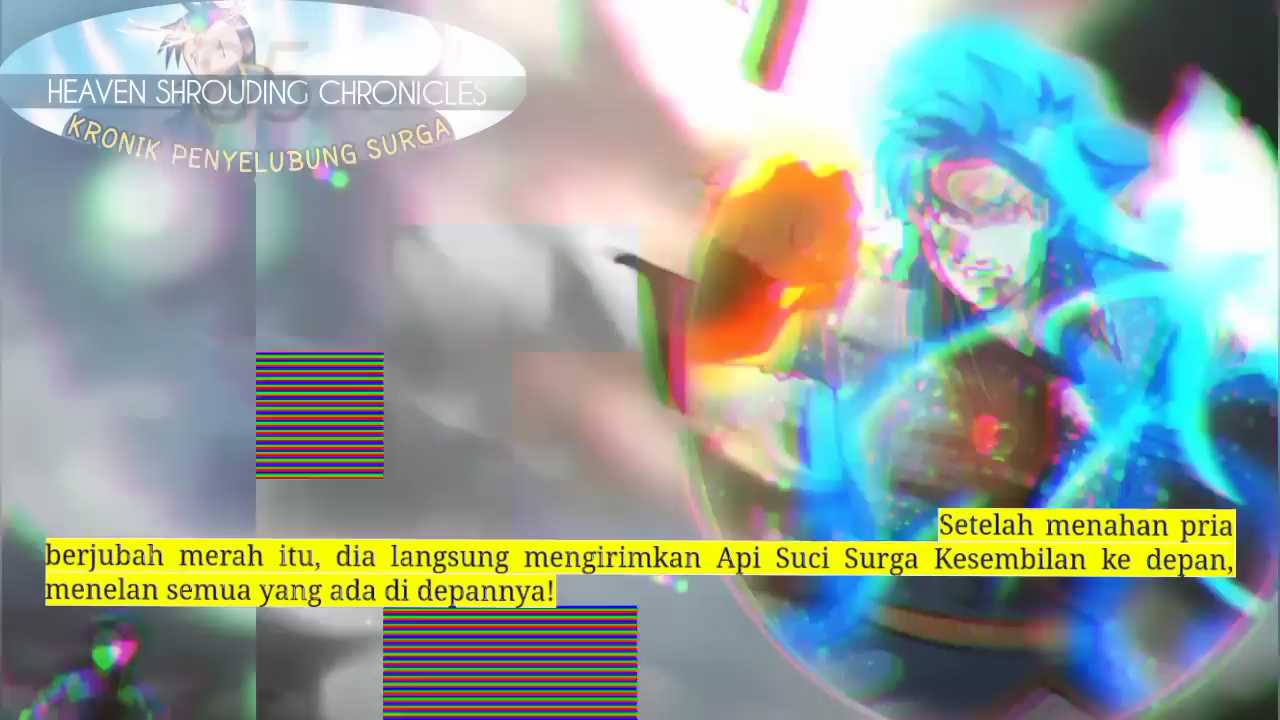 HEAVEN SHROUDING CHRONICLES
KRONIK PENYELUBUNG SURGA
Setelah menahan pria
berjubah merah itu, dia langsung mengirimkan Api Suci Surga Kesembilan ke depan,
menelan semua yang ada di depannya!